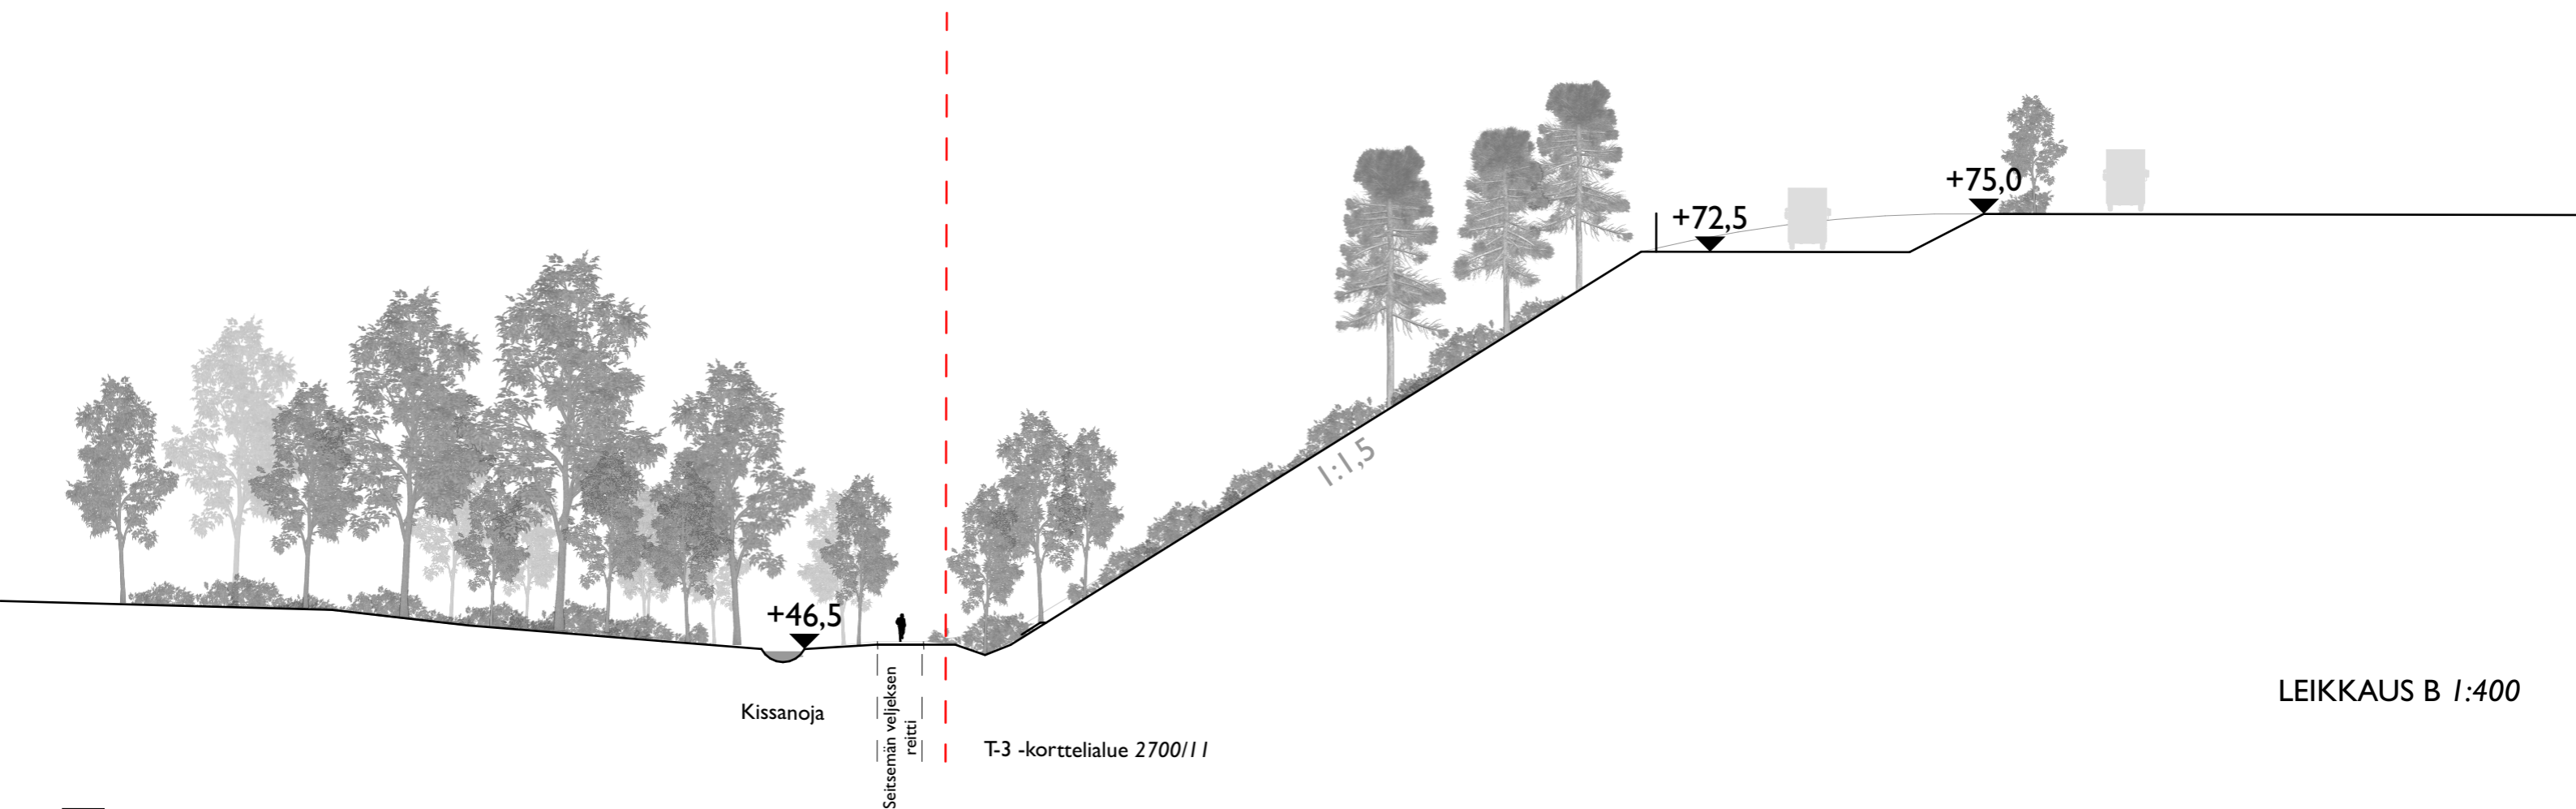 +75,0
+72,5
1:1,5
+46,5
LEIKKAUS B 1:400
Kissanoja
Seitsemän veljeksen
reitti
T-3 -korttelialue 2700/11